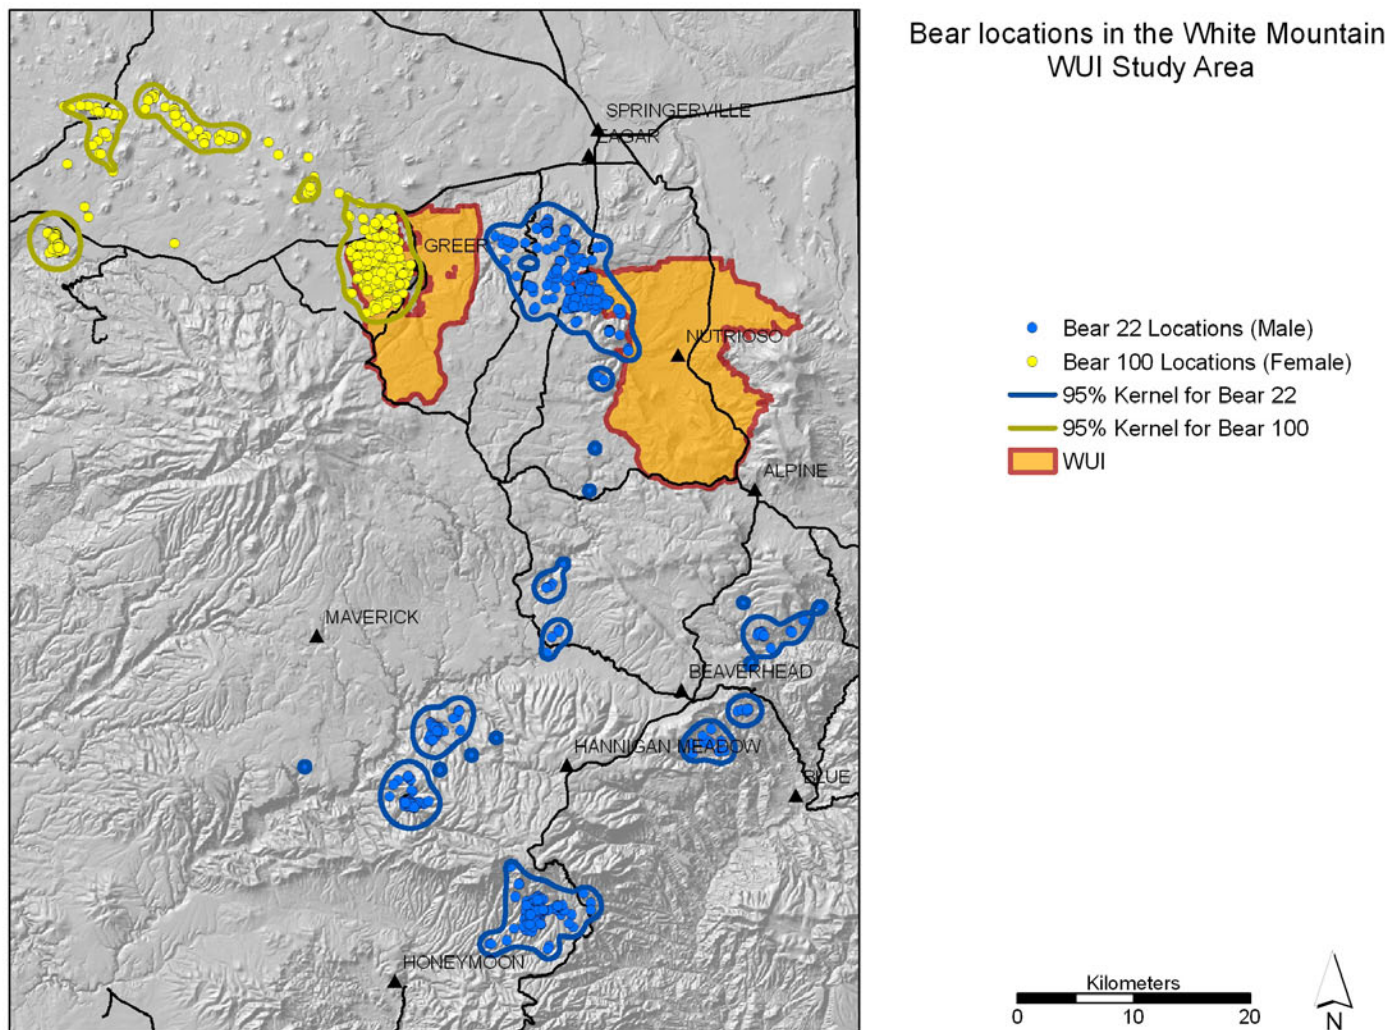 Bear locations in the White Mountain
WUI Study Area
SPRINGERVILLE
EAGAR
GREER
NUTRIOSO
ALPINE
MAVERICK
BEAVERHEAD
HANNIGAN MEADOW
BLUE
HONEYMOON
Bear 22 Locations (Male)
Bear 100 Locations (Female)
95% Kernel for Bear 22
95% Kernel for Bear 100
WUI
Kilometers
0 5 10 20
N